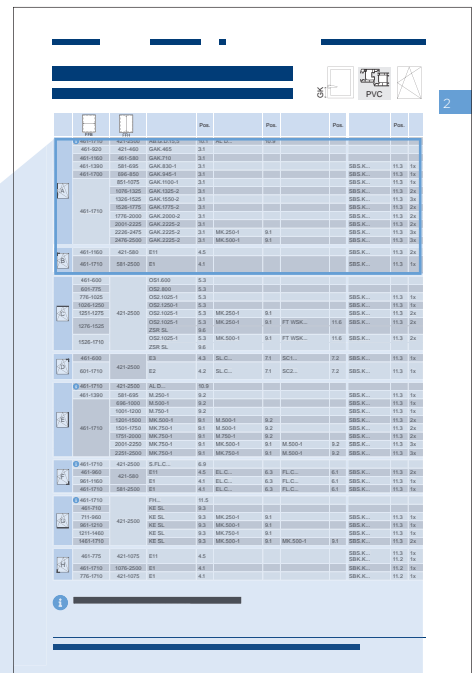 GK
PVC
2
FFB FFH Pos. Pos. Pos. Pos.
i 461-1710 421-2500 10.1 AL D... 10.9
461-920 421-460 GAK.465 3.1
461-1160 461-580 GAK.710 3.1
461-1390 581-695 GAK.830-1 3.1 SBS.K... 11.3 1x
461-1700 696-850 GAK.945-1 3.1 SBS.K... 11.3 1x
851-1075 GAK.1100-1 3.1 SBS.K... 11.3 1x
1076-1325 GAK.1325-2 3.1 SBS.K... 11.3 2x
A 461-1710 1326-1525 GAK.1550-2 3.1 SBS.K... 11.3 3x
1526-1775 GAK.1775-2 3.1 SBS.K... 11.3 2x
1776-2000 GAK.2000-2 3.1 SBS.K... 11.3 2x
2001-2225 GAK.2225-2 3.1 SBS.K... 11.3 2x
2226-2475 GAK.2225-2 3.1 MK.250-1 9.1 SBS.K... 11.3 3x
2476-2500 GAK.2225-2 3.1 MK.500-1 9.1 SBS.K... 11.3 3x
461-1160 421-580 E11 4.5 SBS.K... 11.3 2x
B 461-1710 581-2500 E1 4.1 SBS.K... 11.3 1x
461-600 OS1.600 5.3
601-775 OS2.800 5.3
776-1025 OS2.1025-1 5.3 SBS.K... 11.3 1x
1026-1250 OS2.1250-1 5.3 SBS.K... 11.3 1x
1251-1275 421-2500 OS2.1025-1 5.3 MK.250-1 9.1 SBS.K... 11.3 2x
1276-1525 OS2.1025-1 5.3 MK.250-1 9.1 FT WSK... 11.6 SBS.K... 11.3 2x
ZSR SL 9.6
1526-1710 OS2.1025-1 5.3 MK.500-1 9.1 FT WSK... 11.6 SBS.K... 11.3 2x
ZSR SL 9.6
461-600 E3 4.3 SL.C... 7.1 SC1... 7.2 SBS.K... 11.3 1x
D 601-1710 421-2500 E2 4.2 SL.C... 7.1 SC2... 7.2 SBS.K... 11.3 1x
i 461-1710 421-2500 AL D... 10.9
461-1390 581-695 M.250-1 9.2 SBS.K... 11.3 1x
696-1000 M.500-1 9.2 SBS.K... 11.3 1x
1001-1200 M.750-1 9.2 SBS.K... 11.3 1x
E 461-1710 1201-1500 MK.500-1 9.1 M.500-1 9.2 SBS.K... 11.3 2x
1501-1750 MK.750-1 9.1 M.500-1 9.2 SBS.K... 11.3 2x
1751-2000 MK.750-1 9.1 M.750-1 9.2 SBS.K... 11.3 2x
2001-2250 MK.750-1 9.1 MK.500-1 9.1 M.500-1 9.2 SBS.K... 11.3 3x
2251-2500 MK.750-1 9.1 MK.750-1 9.1 M.500-1 9.2 SBS.K... 11.3 3x
i 461-1710 421-2500 S.FL.C... 6.9
F 461-960 421-580 E11 4.5 EL.C... 6.3 FL.C... 6.1 SBS.K... 11.3 2x
961-1160 E1 4.1 EL.C... 6.3 FL.C... 6.1 SBS.K... 11.3 1x
461-1710 581-2500 E1 4.1 EL.C... 6.3 FL.C... 6.1 SBS.K... 11.3 1x
i 461-1710 FH... 11.5
461-710 KE SL 9.3
711-960 KE SL 9.3 MK.250-1 9.1 SBS.K... 11.3 1x
G 961-1210 421-2500 KE SL 9.3 MK.500-1 9.1 SBS.K... 11.3 1x
1211-1460 KE SL 9.3 MK.750-1 9.1 SBS.K... 11.3 1x
1461-1710 KE SL 9.3 MK.500-1 9.1 MK.500-1 9.1 SBS.K... 11.3 2x
H 461-775 421-1075 E11 4.5 SBS.K... 11.3 1x
SBK.K... 11.2 1x
461-1710 1076-2500 E1 4.1 SBK.K... 11.2 1x
776-1710 421-1075 E1 4.1 SBK.K... 11.2 1x
i